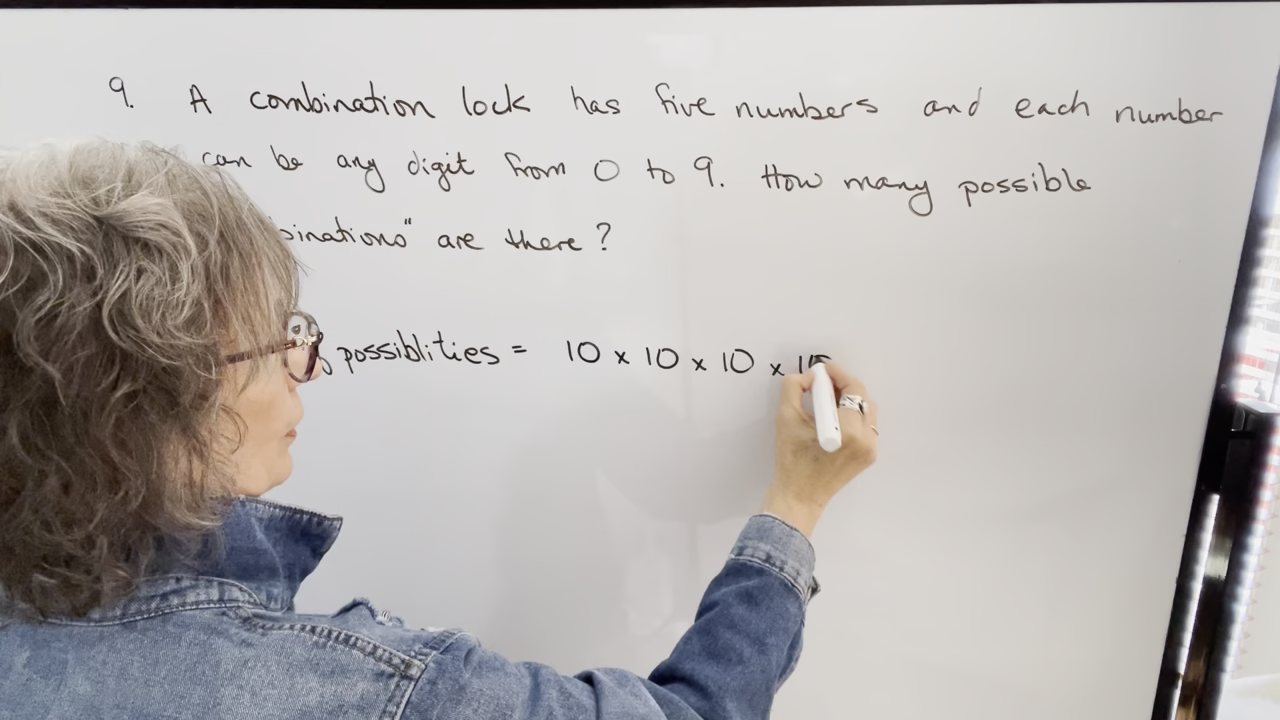 9. A combination lock has five numbers and each number
can be any digit from 0 to 9. How many possible
are there?
possiblities = 10 x 10 x 10 x 10